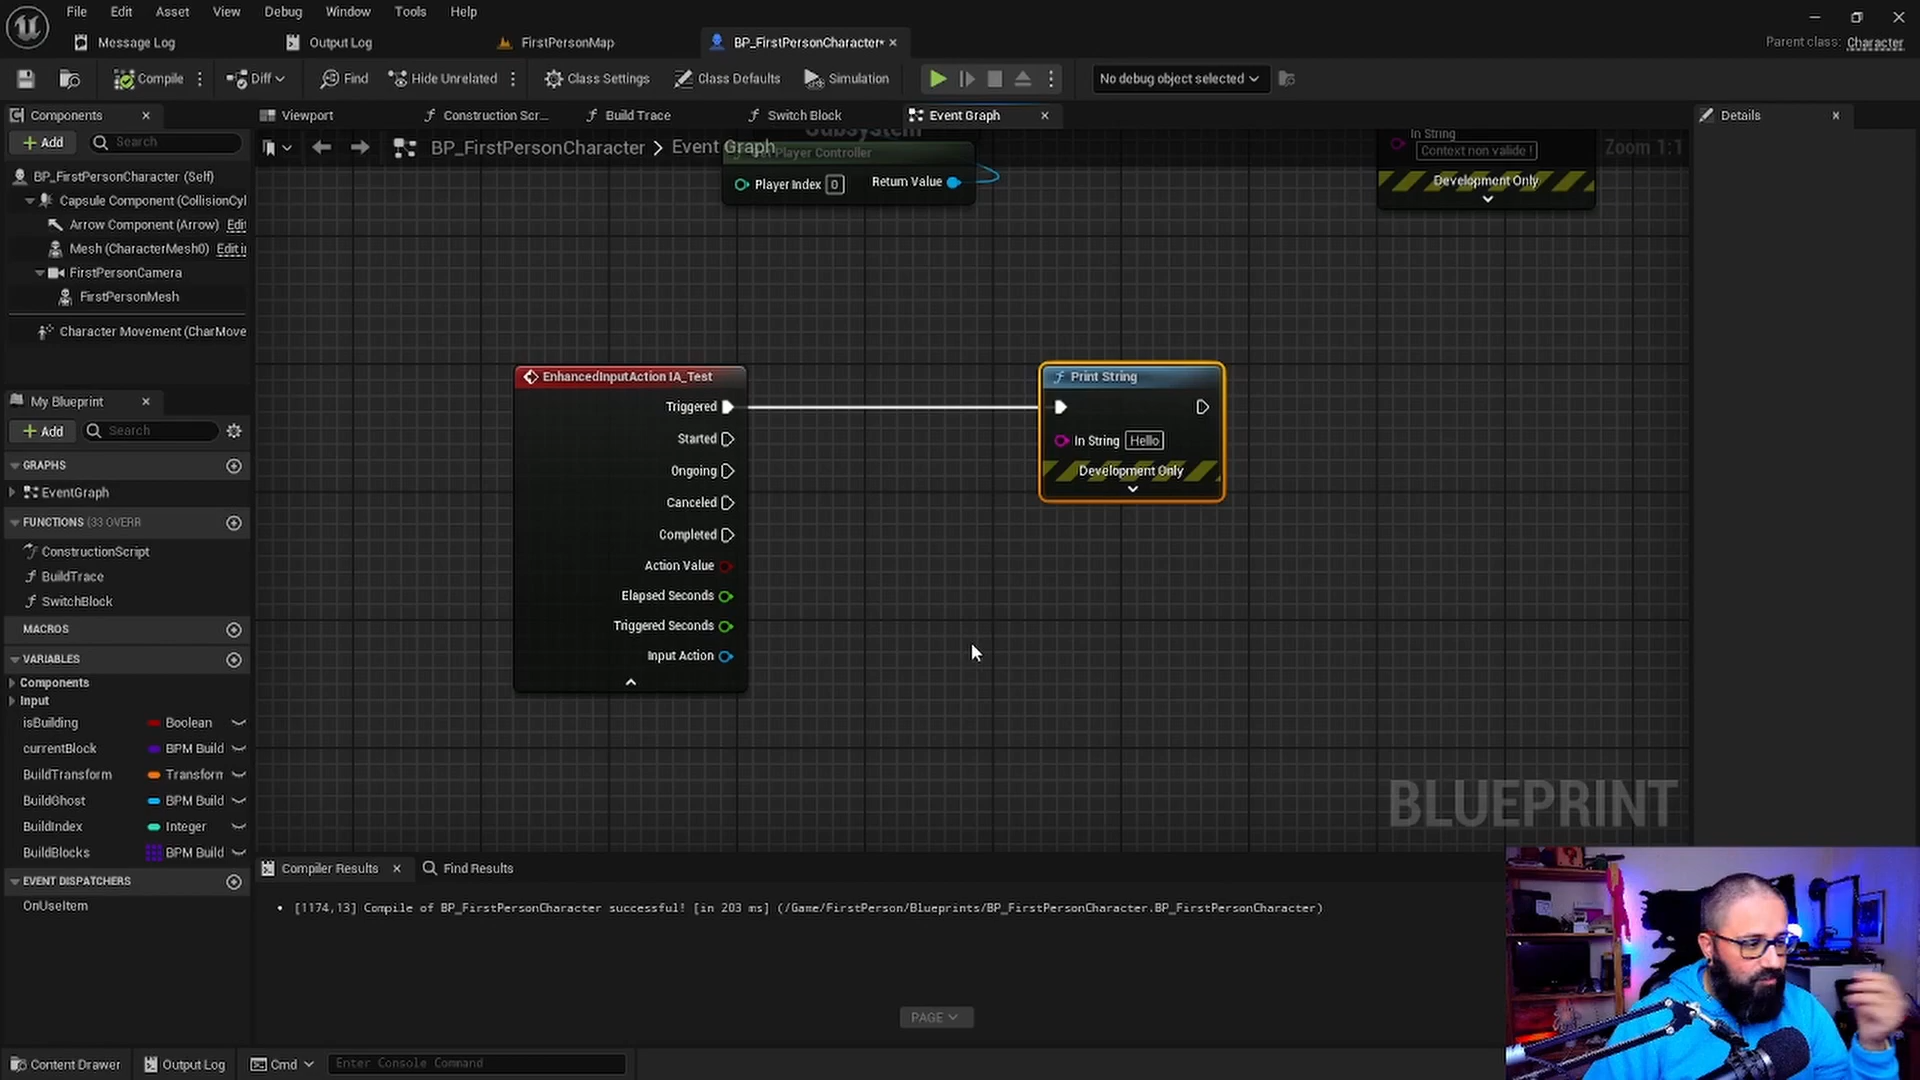 File Edit Asset View Debug Window Tools Help
Message Log Output Log FirstPersonMap BP_FirstPersonCharacter• Parent class: Character
Compile Diff Find Hide Unrelated Class Settings Class Defaults Simulation No debug object selected
Components Viewport Construction Scr... Build Trace Switch Block Event Graph Details
Add Search
BP_FirstPersonCharacter > Event Graph
Zoom 1:1
BP_FirstPersonCharacter (Self)
Capsule Component (CollisionCyl
Arrow Component (Arrow) Edit
Mesh (CharacterMesh0) Edit in
FirstPersonCamera
FirstPersonMesh
Character Movement (CharMove
Subsystem
Player Controller
Player Index 0 Return Value
In String
Context non valide !
Development Only
EnhancedInputAction IA_Test
Triggered
Started
Ongoing
Canceled
Completed
Action Value
Elapsed Seconds
Triggered Seconds
Input Action
Print String
In String Hello
Development Only
My Blueprint
Add Search
GRAPHS
EventGraph
FUNCTIONS (33 OVERR
ConstructionScript
BuildTrace
SwitchBlock
MACROS
VARIABLES
Components
Input
isBuilding Boolean
currentBlock BPM Build
BuildTransform Transform
BuildGhost BPM Build
BuildIndex Integer
BuildBlocks BPM Build
EVENT DISPATCHERS
OnUseItem
BLUEPRINT
Compiler Results Find Results
• [1174,13] Compile of BP_FirstPersonCharacter successful! [in 203 ms] (/Game/FirstPerson/Blueprints/BP_FirstPersonCharacter.BP_FirstPersonCharacter)
PAGE
Content Drawer Output Log Cmd Enter Console Command